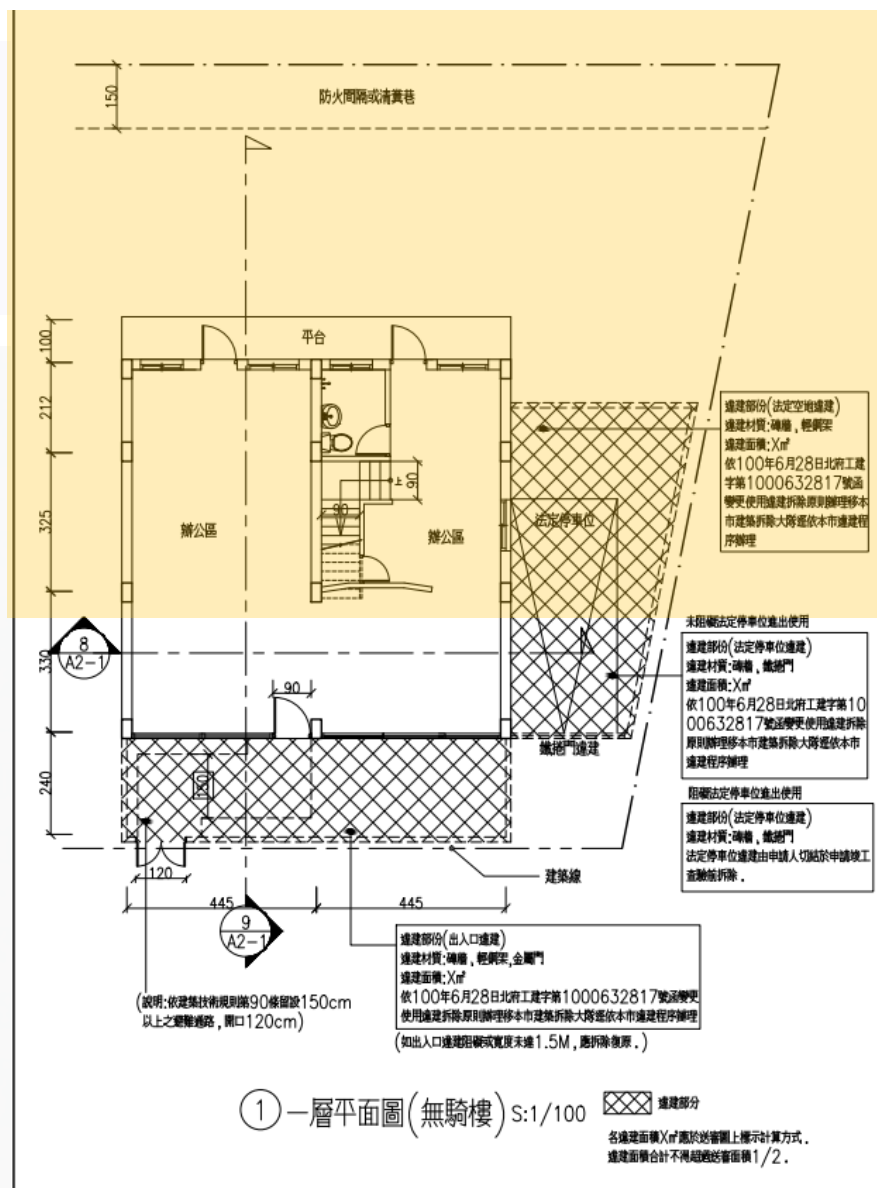 150
防火間隔或清糞巷
平台
100
212
325
330
240
90
90
上
辦公區
辦公區
法定停車位
違建部份(法定空地違建)
違建材質:磚牆、輕鋼架
違建面積:X㎡
依100年6月28日北府工建
字第1000632817號函
變更使用違建拆除原則辦理移本
市建築拆除大隊逕依本市違建程
序辦理
8
A2-1
90
未阻礙法定停車位進出使用
違建部份(法定停車位違建)
違建材質:磚牆、鐵捲門
違建面積:X㎡
依100年6月28日北府工建字第10
00632817號函變更使用違建拆除
原則辦理移本市建築拆除大隊逕依本市
違建程序辦理
鐵捲門違建
150
阻礙法定停車位進出使用
違建部份(法定停車位違建)
違建材質:磚牆、鐵捲門
法定停車位違建由申請人切結於申請竣工
查驗前拆除.
120
建築線
445
445
9
A2-1
違建部份(出入口違建)
違建材質:磚牆、輕鋼架,金屬門
違建面積:X㎡
依100年6月28日北府工建字第1000632817號函變更
使用違建拆除原則辦理移本市建築拆除大隊逕依本市違建程序辦理
(如出入口違建阻礙或寬度未達1.5M,應拆除復原.)
(說明:依建築技術規則第90條留設150cm
以上之避難通路,開口120cm)
1
一層平面圖(無騎樓) S:1/100
違建部分
各違建面積X㎡應於送審圖上標示計算方式.
違建面積合計不得超過送審面積1/2.